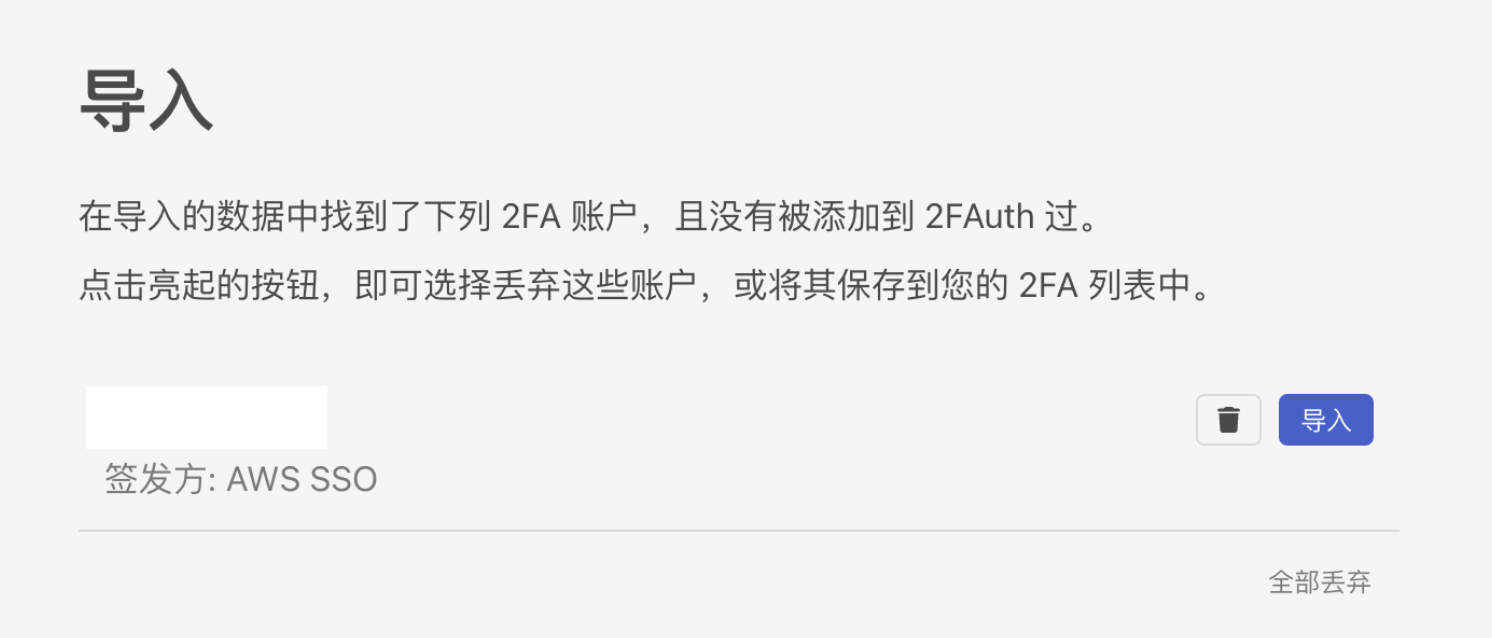 导入
在导入的数据中找到了下列 2FA 账户，且没有被添加到 2FAuth 过。
点击亮起的按钮，即可选择丢弃这些账户，或将其保存到您的 2FA 列表中。
导入
签发方: AWS SSO
全部丢弃